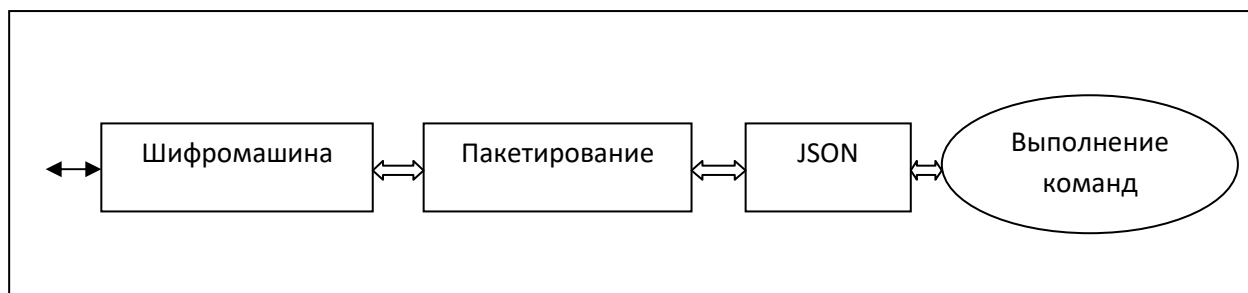 Шифромашина
Пакетирование
JSON
Выполнение
команд